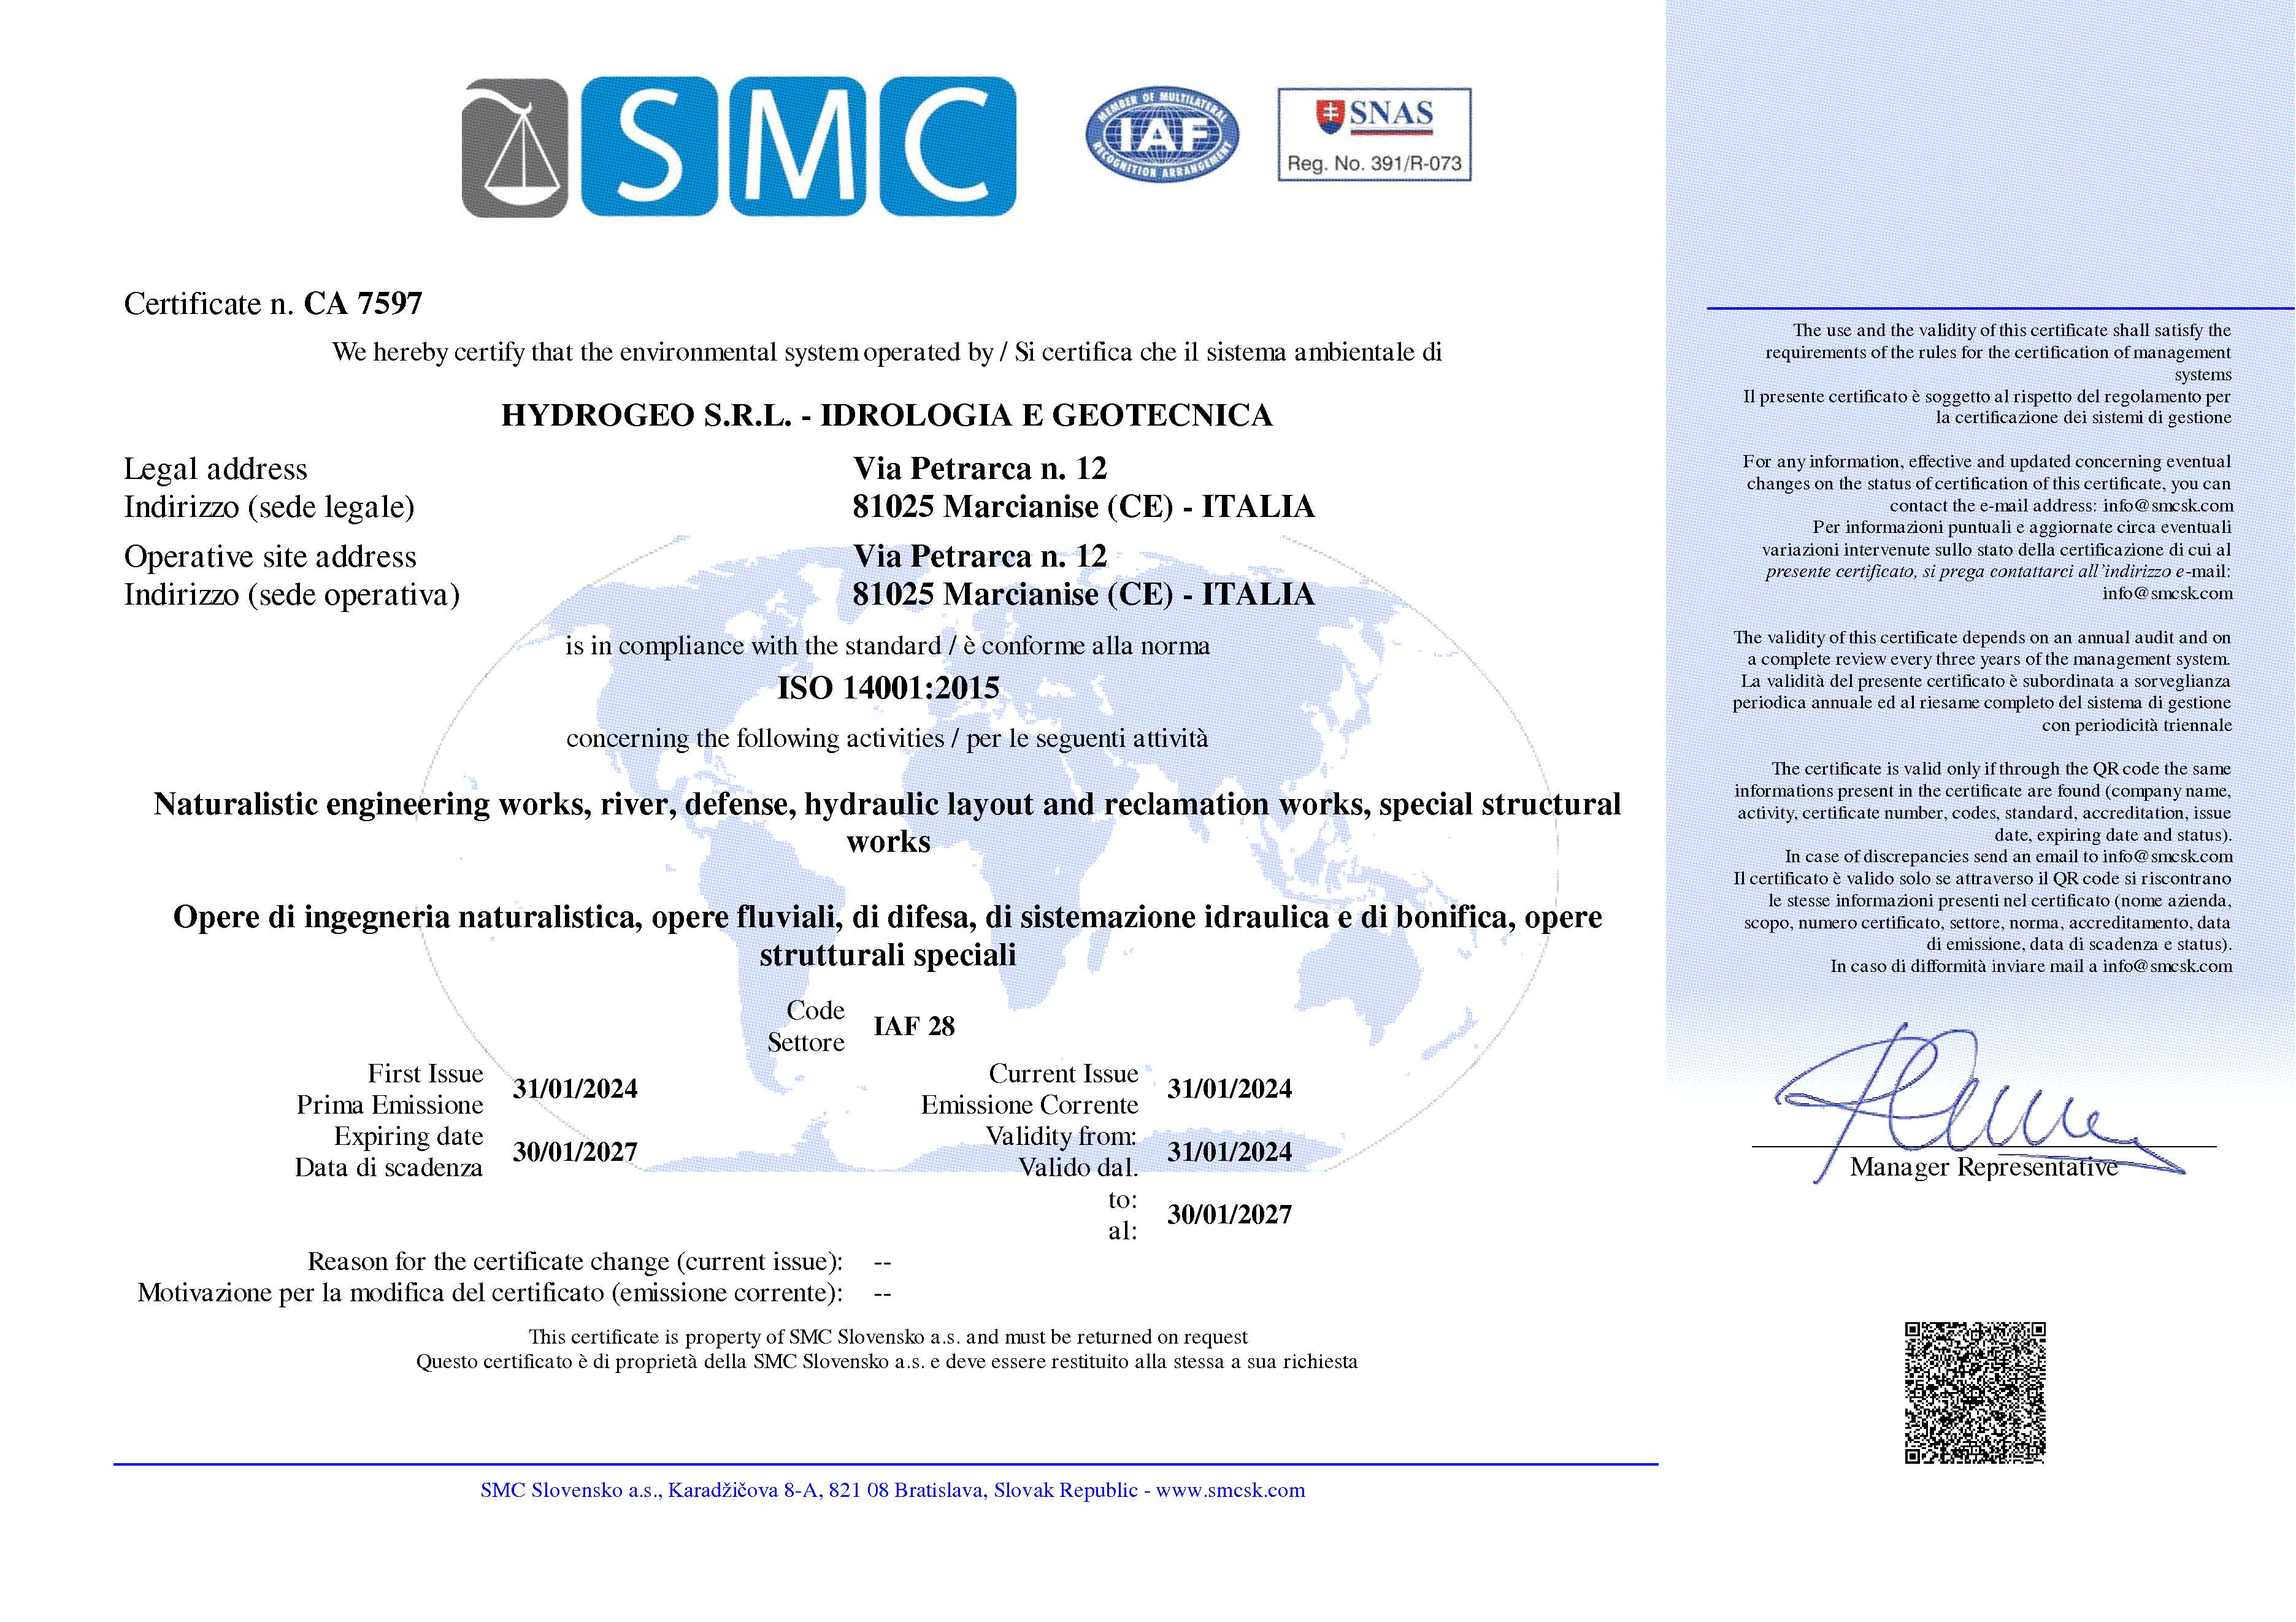 SMC
MEMBER OF MULTILATERAL
IAF
RECOGNITION ARRANGEMENT
SNAS
Reg. No. 391/R-073
Certificate n. CA 7597
We hereby certify that the environmental system operated by / Si certifica che il sistema ambientale di
HYDROGEO S.R.L. - IDROLOGIA E GEOTECNICA
Legal address
Indirizzo (sede legale)
Via Petrarca n. 12
81025 Marcianise (CE) - ITALIA
Operative site address
Indirizzo (sede operativa)
Via Petrarca n. 12
81025 Marcianise (CE) - ITALIA
is in compliance with the standard / è conforme alla norma
ISO 14001:2015
concerning the following activities / per le seguenti attività
Naturalistic engineering works, river, defense, hydraulic layout and reclamation works, special structural
works
Opere di ingegneria naturalistica, opere fluviali, di difesa, di sistemazione idraulica e di bonifica, opere
strutturali speciali
Code
Settore
IAF 28
First Issue
Prima Emissione
31/01/2024
Current Issue
Emissione Corrente
31/01/2024
Expiring date
Data di scadenza
30/01/2027
Validity from:
Valido dal.
31/01/2024
to:
al:
30/01/2027
Reason for the certificate change (current issue): --
Motivazione per la modifica del certificato (emissione corrente): --
This certificate is property of SMC Slovensko a.s. and must be returned on request
Questo certificato è di proprietà della SMC Slovensko a.s. e deve essere restituito alla stessa a sua richiesta
SMC Slovensko a.s., Karadžičova 8-A, 821 08 Bratislava, Slovak Republic - www.smcsk.com
The use and the validity of this certificate shall satisfy the
requirements of the rules for the certification of management
systems
Il presente certificato è soggetto al rispetto del regolamento per
la certificazione dei sistemi di gestione
For any information, effective and updated concerning eventual
changes on the status of certification of this certificate, you can
contact the e-mail address: info@smcsk.com
Per informazioni puntuali e aggiornate circa eventuali
variazioni intervenute sullo stato della certificazione di cui al
presente certificato, si prega contattarci all'indirizzo e-mail:
info@smcsk.com
The validity of this certificate depends on an annual audit and on
a complete review every three years of the management system.
La validità del presente certificato è subordinata a sorveglianza
periodica annuale ed al riesame completo del sistema di gestione
con periodicità triennale
The certificate is valid only if through the QR code the same
informations present in the certificate are found (company name,
activity, certificate number, codes, standard, accreditation, issue
date, expiring date and status).
In case of discrepancies send an email to info@smcsk.com
Il certificato è valido solo se attraverso il QR code si riscontrano
le stesse informazioni presenti nel certificato (nome azienda,
scopo, numero certificato, settore, norma, accreditamento, data
di emissione, data di scadenza e status).
In caso di difformità inviare mail a info@smcsk.com
Manager Representative